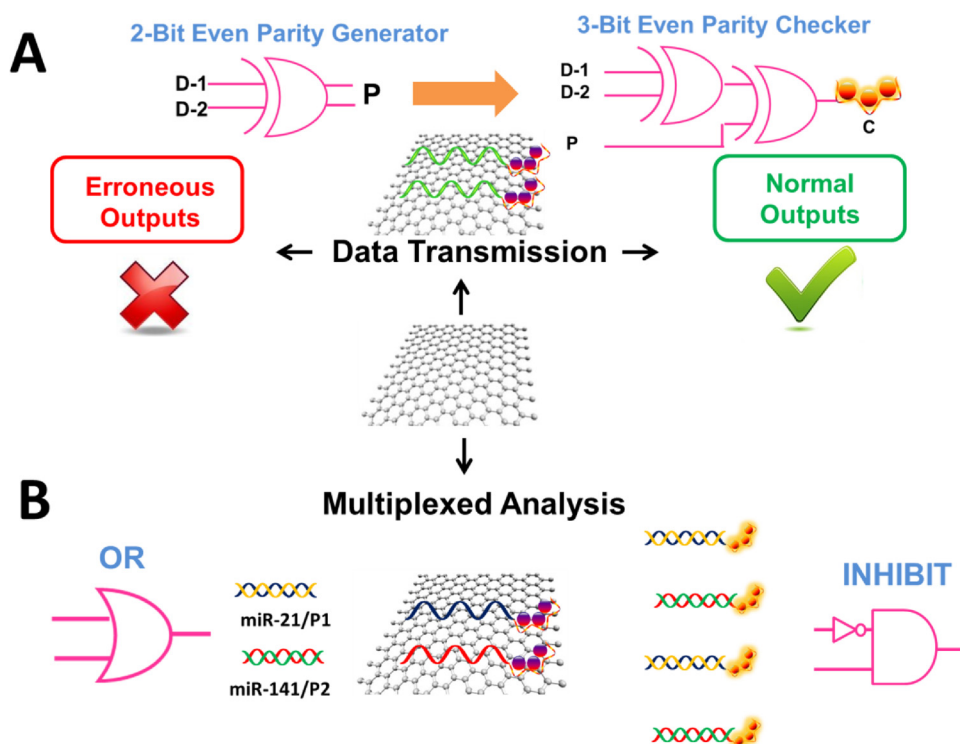 A
2-Bit Even Parity Generator
3-Bit Even Parity Checker
D-1
D-2
P
D-1
D-2
P
C
Erroneous
Outputs
Normal
Outputs
Data Transmission
Multiplexed Analysis
B
OR
miR-21/P1
miR-141/P2
INHIBIT